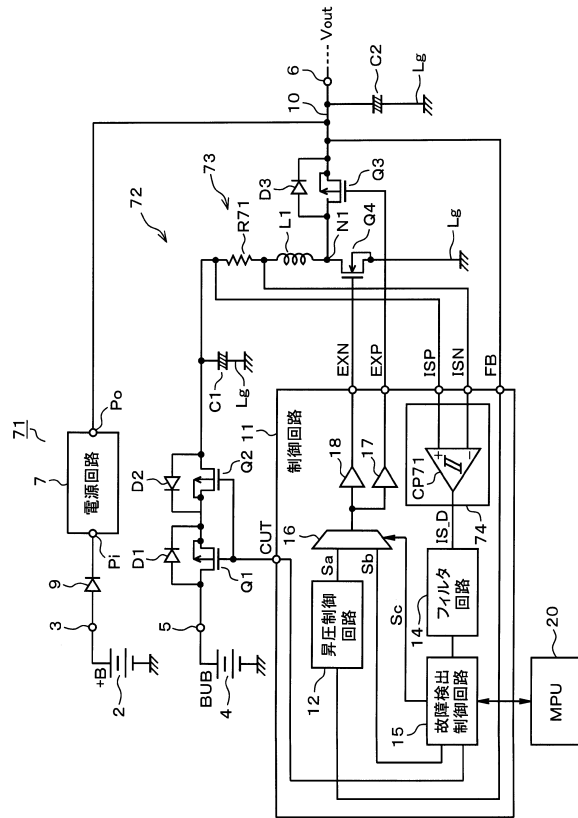 71
72
73
+B
2
3
9
Pi
7
電源回路
Po
BUB
4
5
D1
Q1
D2
Q2
C1
Lg
R71
L1
N1
D3
Q3
Q4
Lg
10
6
Vout
C2
Lg
CUT
11
制御回路
EXN
EXP
ISP
ISN
FB
12
昇圧制御
回路
Sa
Sb
Sc
16
18
17
CP71
+
−
74
IS_D
14
フィルタ
回路
15
故障検出
制御回路
20
MPU